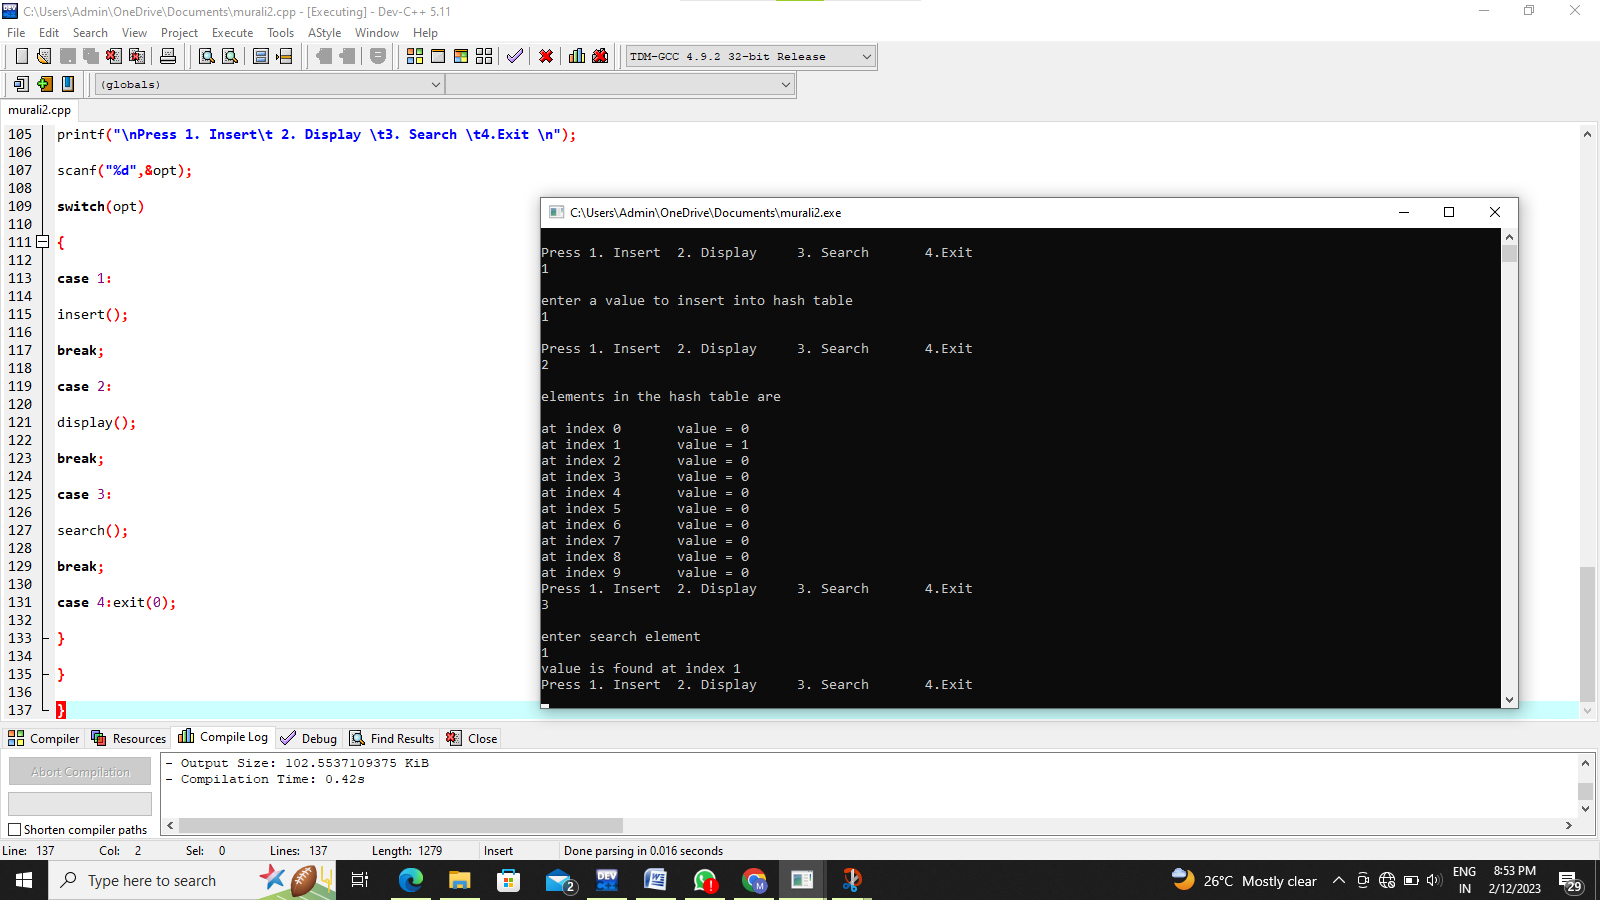 C:\Users\Admin\OneDrive\Documents\murali2.cpp - [Executing] - Dev-C++ 5.11
File Edit Search View Project Execute Tools AStyle Window Help
TDM-GCC 4.9.2 32-bit Release
(globals)
murali2.cpp
105 printf("\nPress 1. Insert\t 2. Display \t3. Search \t4.Exit \n");
106
107 scanf("%d",&opt);
108
109 switch(opt)
110
111 {
112
113 case 1:
114
115 insert();
116
117 break;
118
119 case 2:
120
121 display();
122
123 break;
124
125 case 3:
126
127 search();
128
129 break;
130
131 case 4:exit(0);
132
133 }
134
135 }
136
137 }
C:\Users\Admin\OneDrive\Documents\murali2.exe
Press 1. Insert 2. Display 3. Search 4.Exit
1
enter a value to insert into hash table
1
Press 1. Insert 2. Display 3. Search 4.Exit
2
elements in the hash table are
at index 0 value = 0
at index 1 value = 1
at index 2 value = 0
at index 3 value = 0
at index 4 value = 0
at index 5 value = 0
at index 6 value = 0
at index 7 value = 0
at index 8 value = 0
at index 9 value = 0
Press 1. Insert 2. Display 3. Search 4.Exit
3
enter search element
1
value is found at index 1
Press 1. Insert 2. Display 3. Search 4.Exit
Compiler Resources Compile Log Debug Find Results Close
Abort Compilation
Shorten compiler paths
- Output Size: 102.5537109375 KiB
- Compilation Time: 0.42s
Line: 137 Col: 2 Sel: 0 Lines: 137 Length: 1279 Insert Done parsing in 0.016 seconds
Type here to search
2
DEV
M
26°C Mostly clear
ENG
IN
8:53 PM
2/12/2023
29